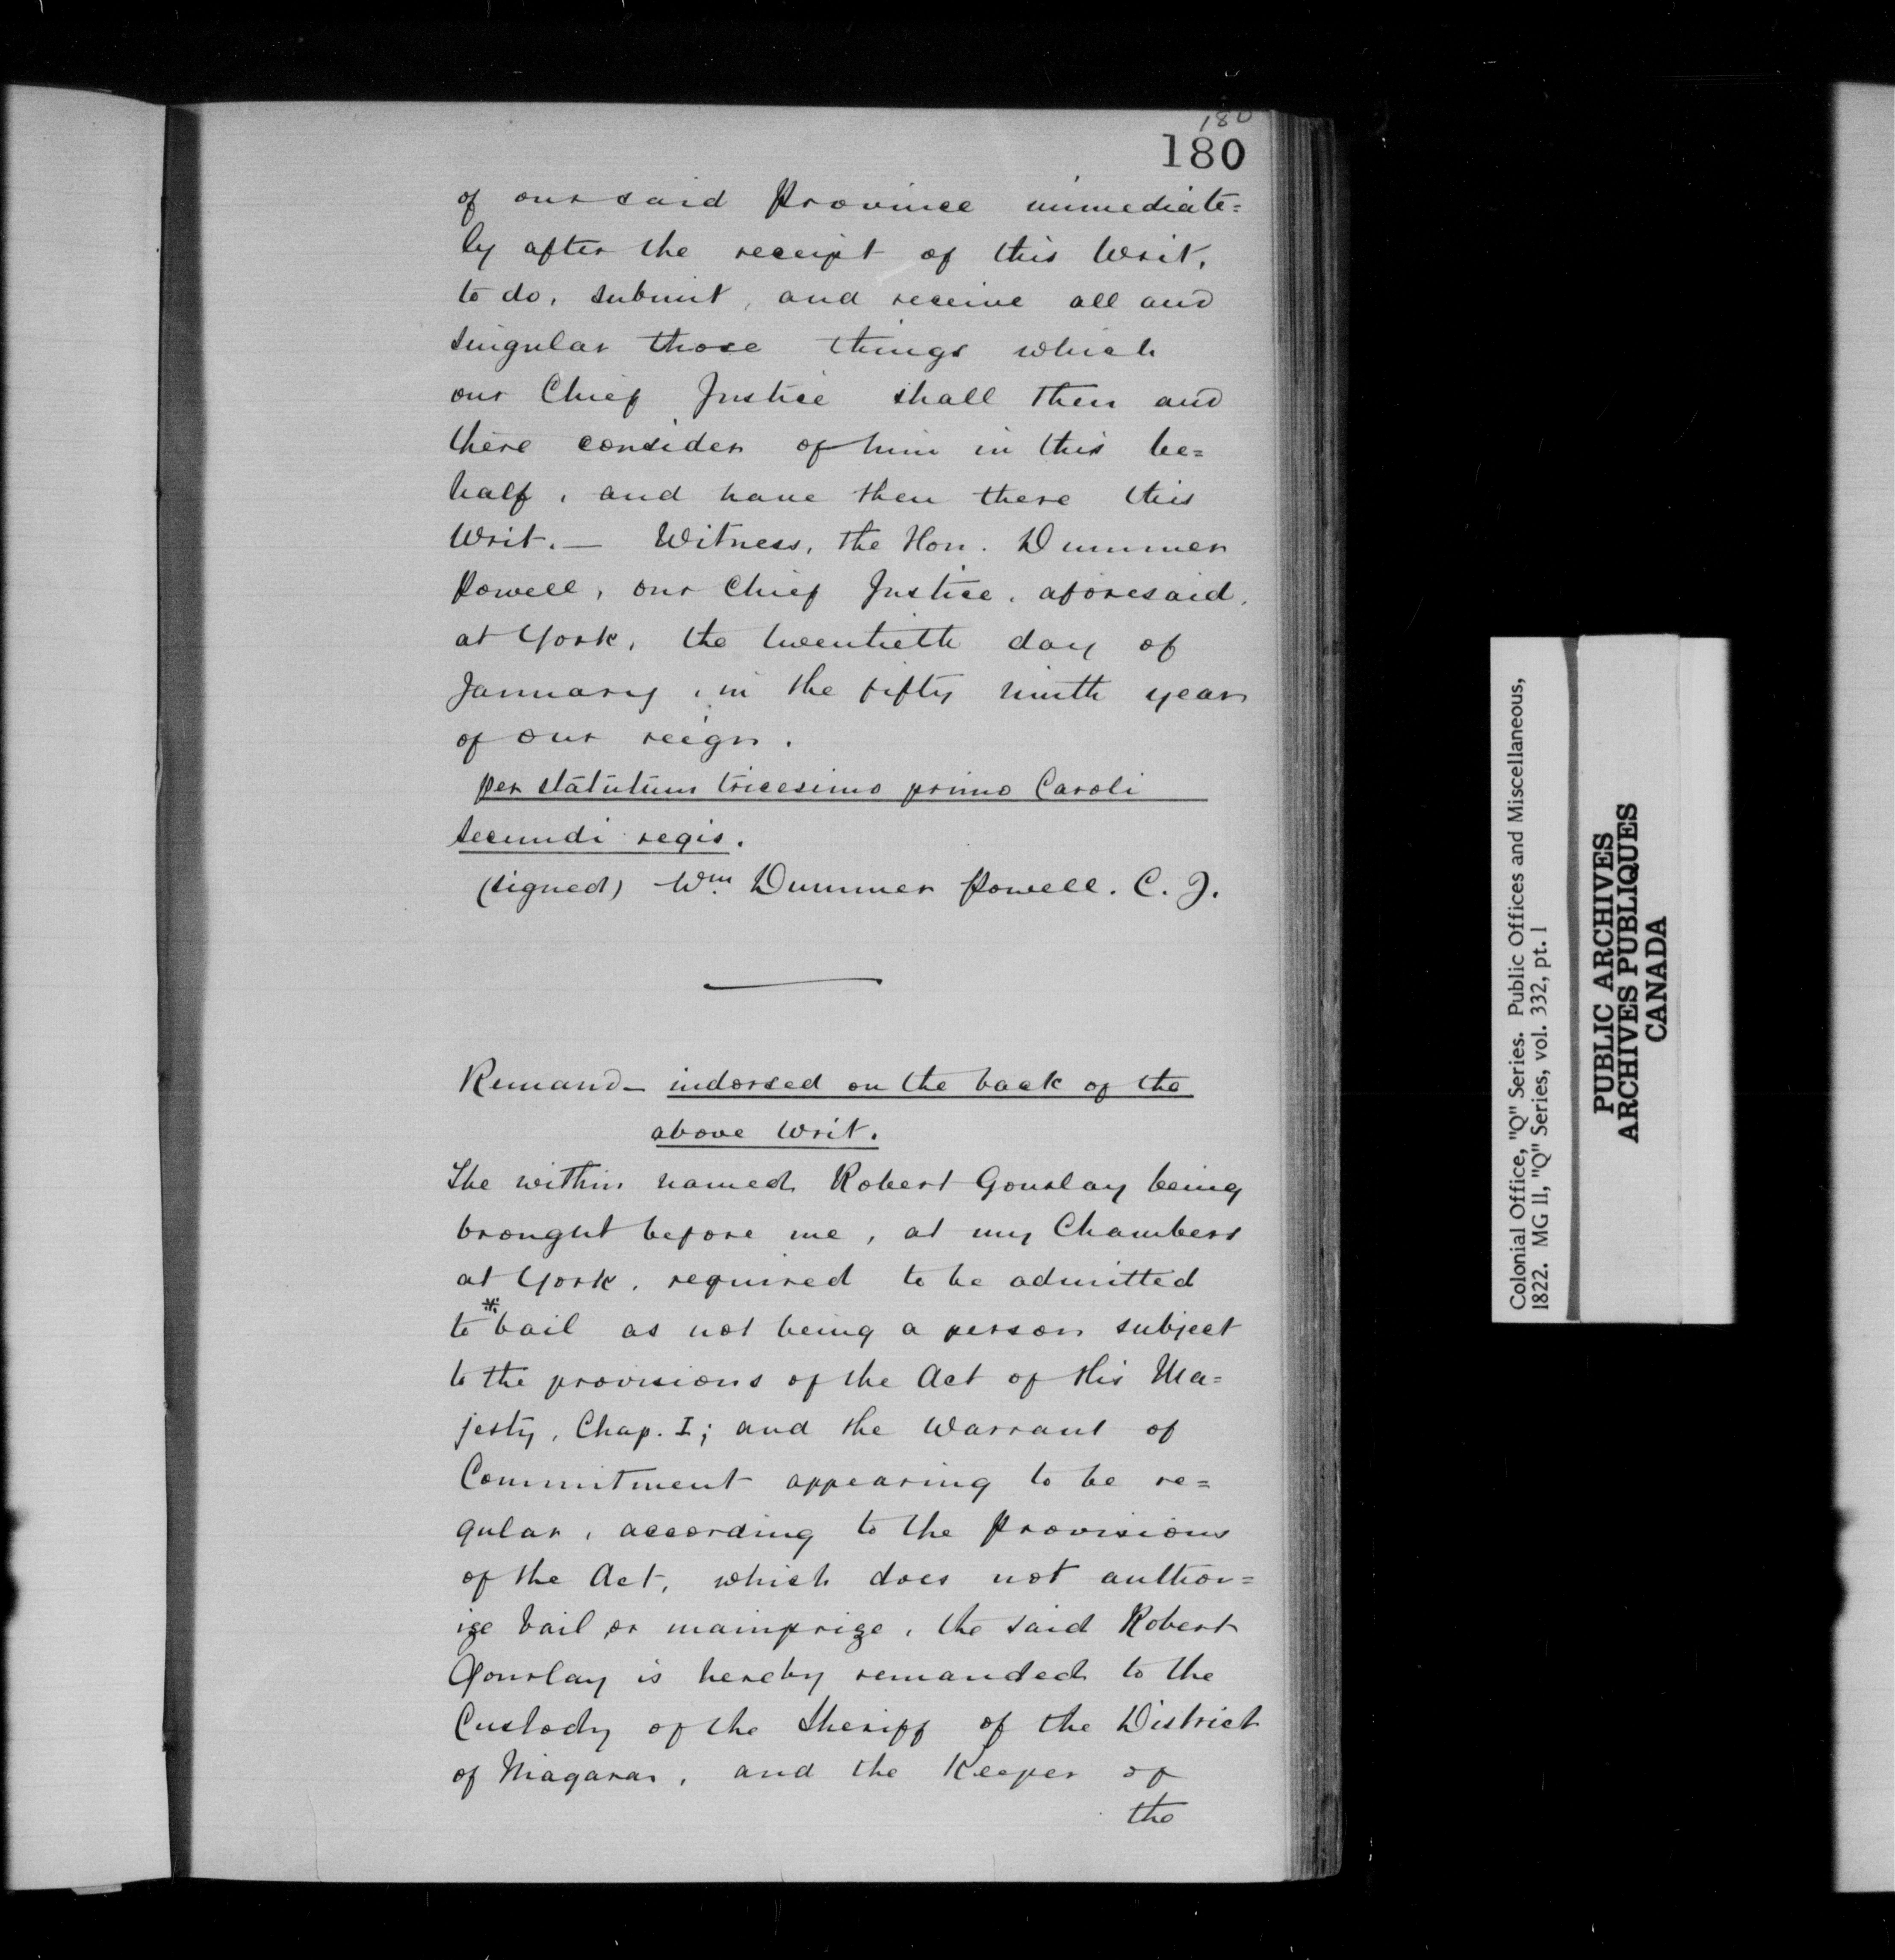 180
180
of our said Province immediate=
ly after the receipt of this Writ,
to do, submit, and receive all and
singular those things which
our Chief Justice shall then and
there consider of him in this be=
half, and have then there this
Writ. — Witness, the Hon. Dummer
Powell, our Chief Justice, aforesaid,
at York, the twentieth day of
January, in the fifty ninth year
of our reign.
per statutum tricesimo primo Caroli
secundi regis.
(signed) Wm Dummer Powell. C. J.
Remand — indorsed on the back of the
above Writ.
The within named Robert Gourlay being
brought before me, at my Chambers
at York, required to be admitted
to * bail as not being a person subject
to the provisions of the Act of His Ma=
jesty, Chap. I; and the Warrant of
Commitment appearing to be re=
gular, according to the Provisions
of the Act, which does not author=
ize bail or mainprize, the said Robert
Gourlay is hereby remanded to the
Custody of the Sheriff of the District
of Niagara, and the Keeper of
the
Colonial Office, "Q" Series. Public Offices and Miscellaneous,
1822. MG 11, "Q" Series, vol. 332, pt. 1
PUBLIC ARCHIVES
ARCHIVES PUBLIQUES
CANADA